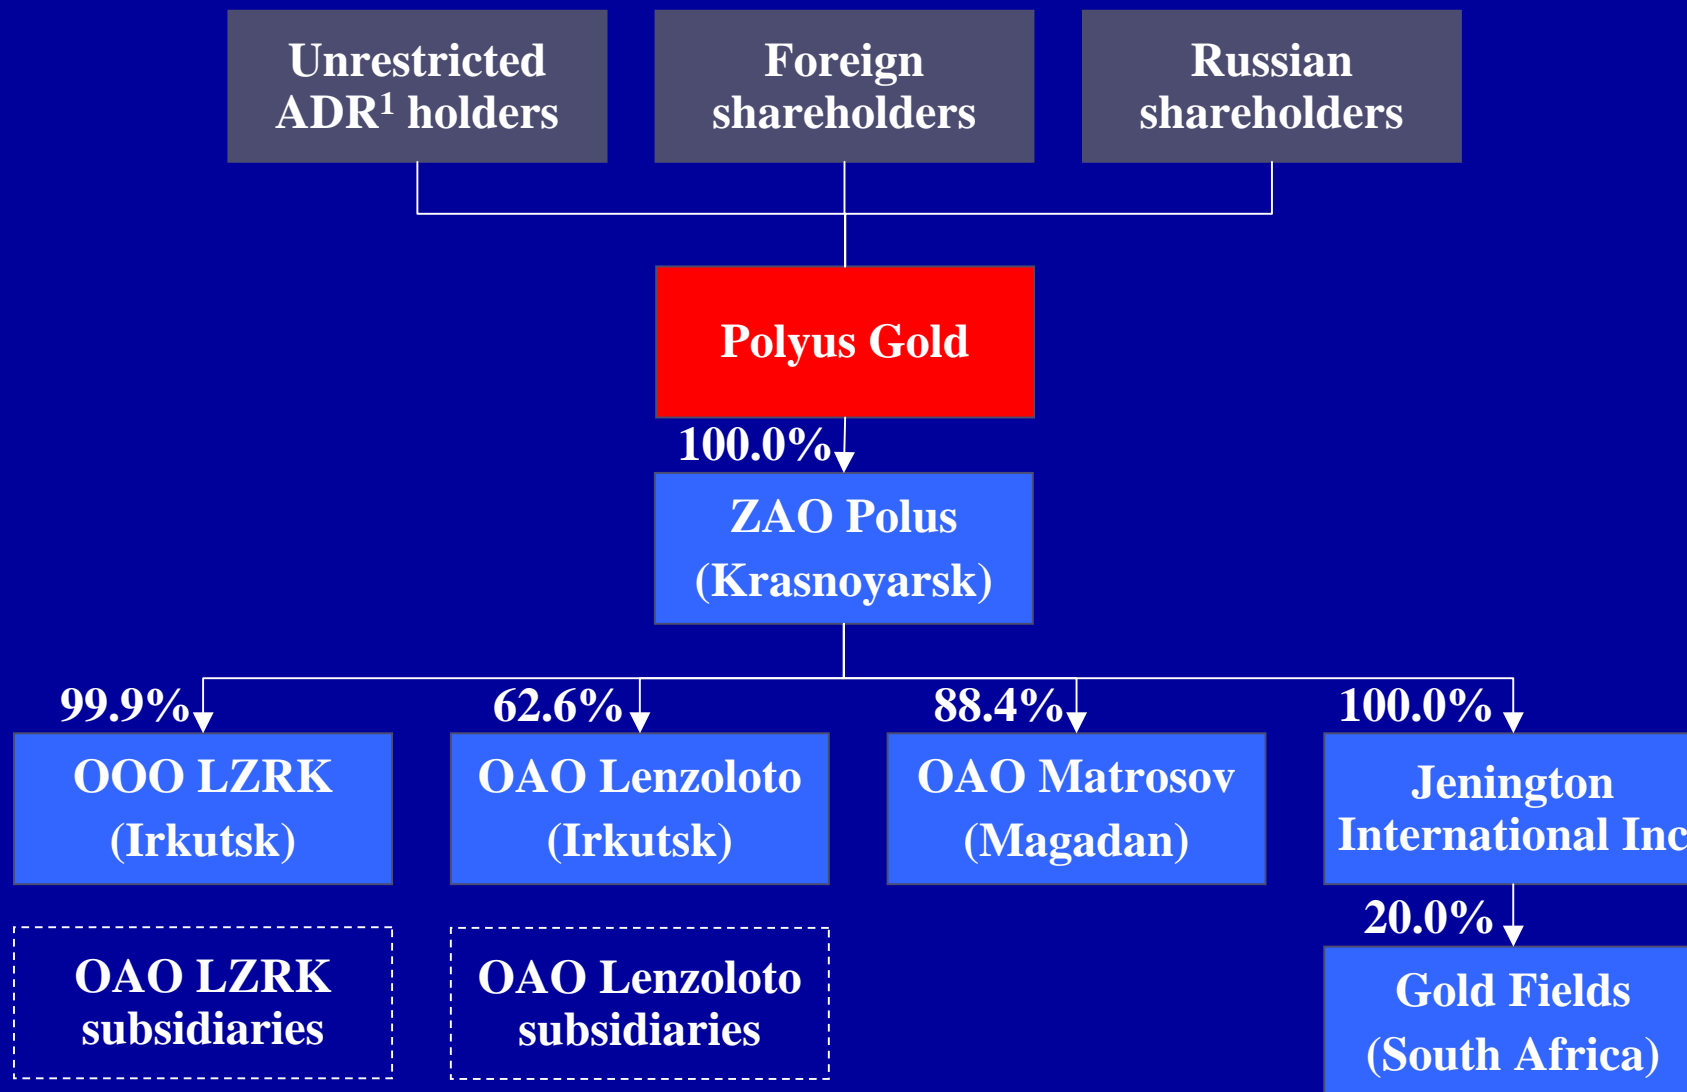 Unrestricted
ADR¹ holders
Foreign
shareholders
Russian
shareholders
Polyus Gold
100.0%
ZAO Polus
(Krasnoyarsk)
99.9%
62.6%
88.4%
100.0%
OOO LZRK
(Irkutsk)
OAO Lenzoloto
(Irkutsk)
OAO Matrosov
(Magadan)
Jenington
International Inc
20.0%
OAO LZRK
subsidiaries
OAO Lenzoloto
subsidiaries
Gold Fields
(South Africa)